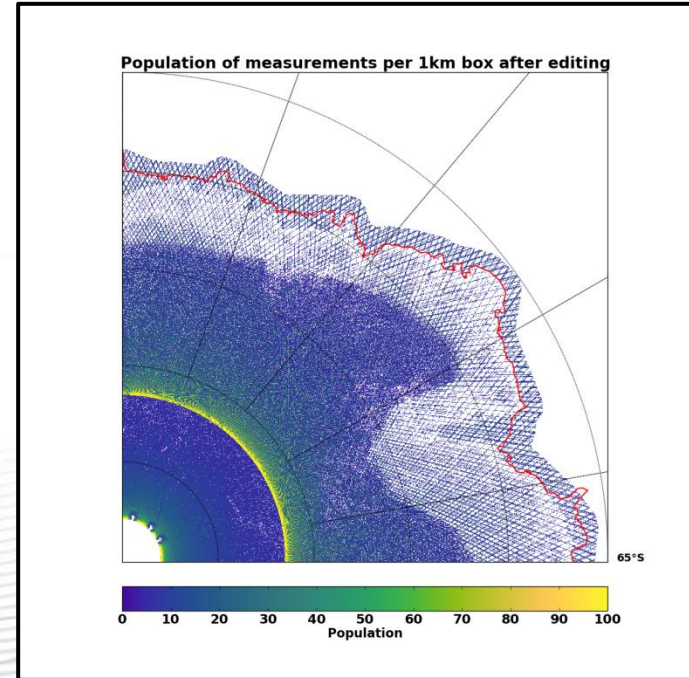 Population of measurements per 1km box after editing
65°S
0 10 20 30 40 50 60 70 80 90 100
Population